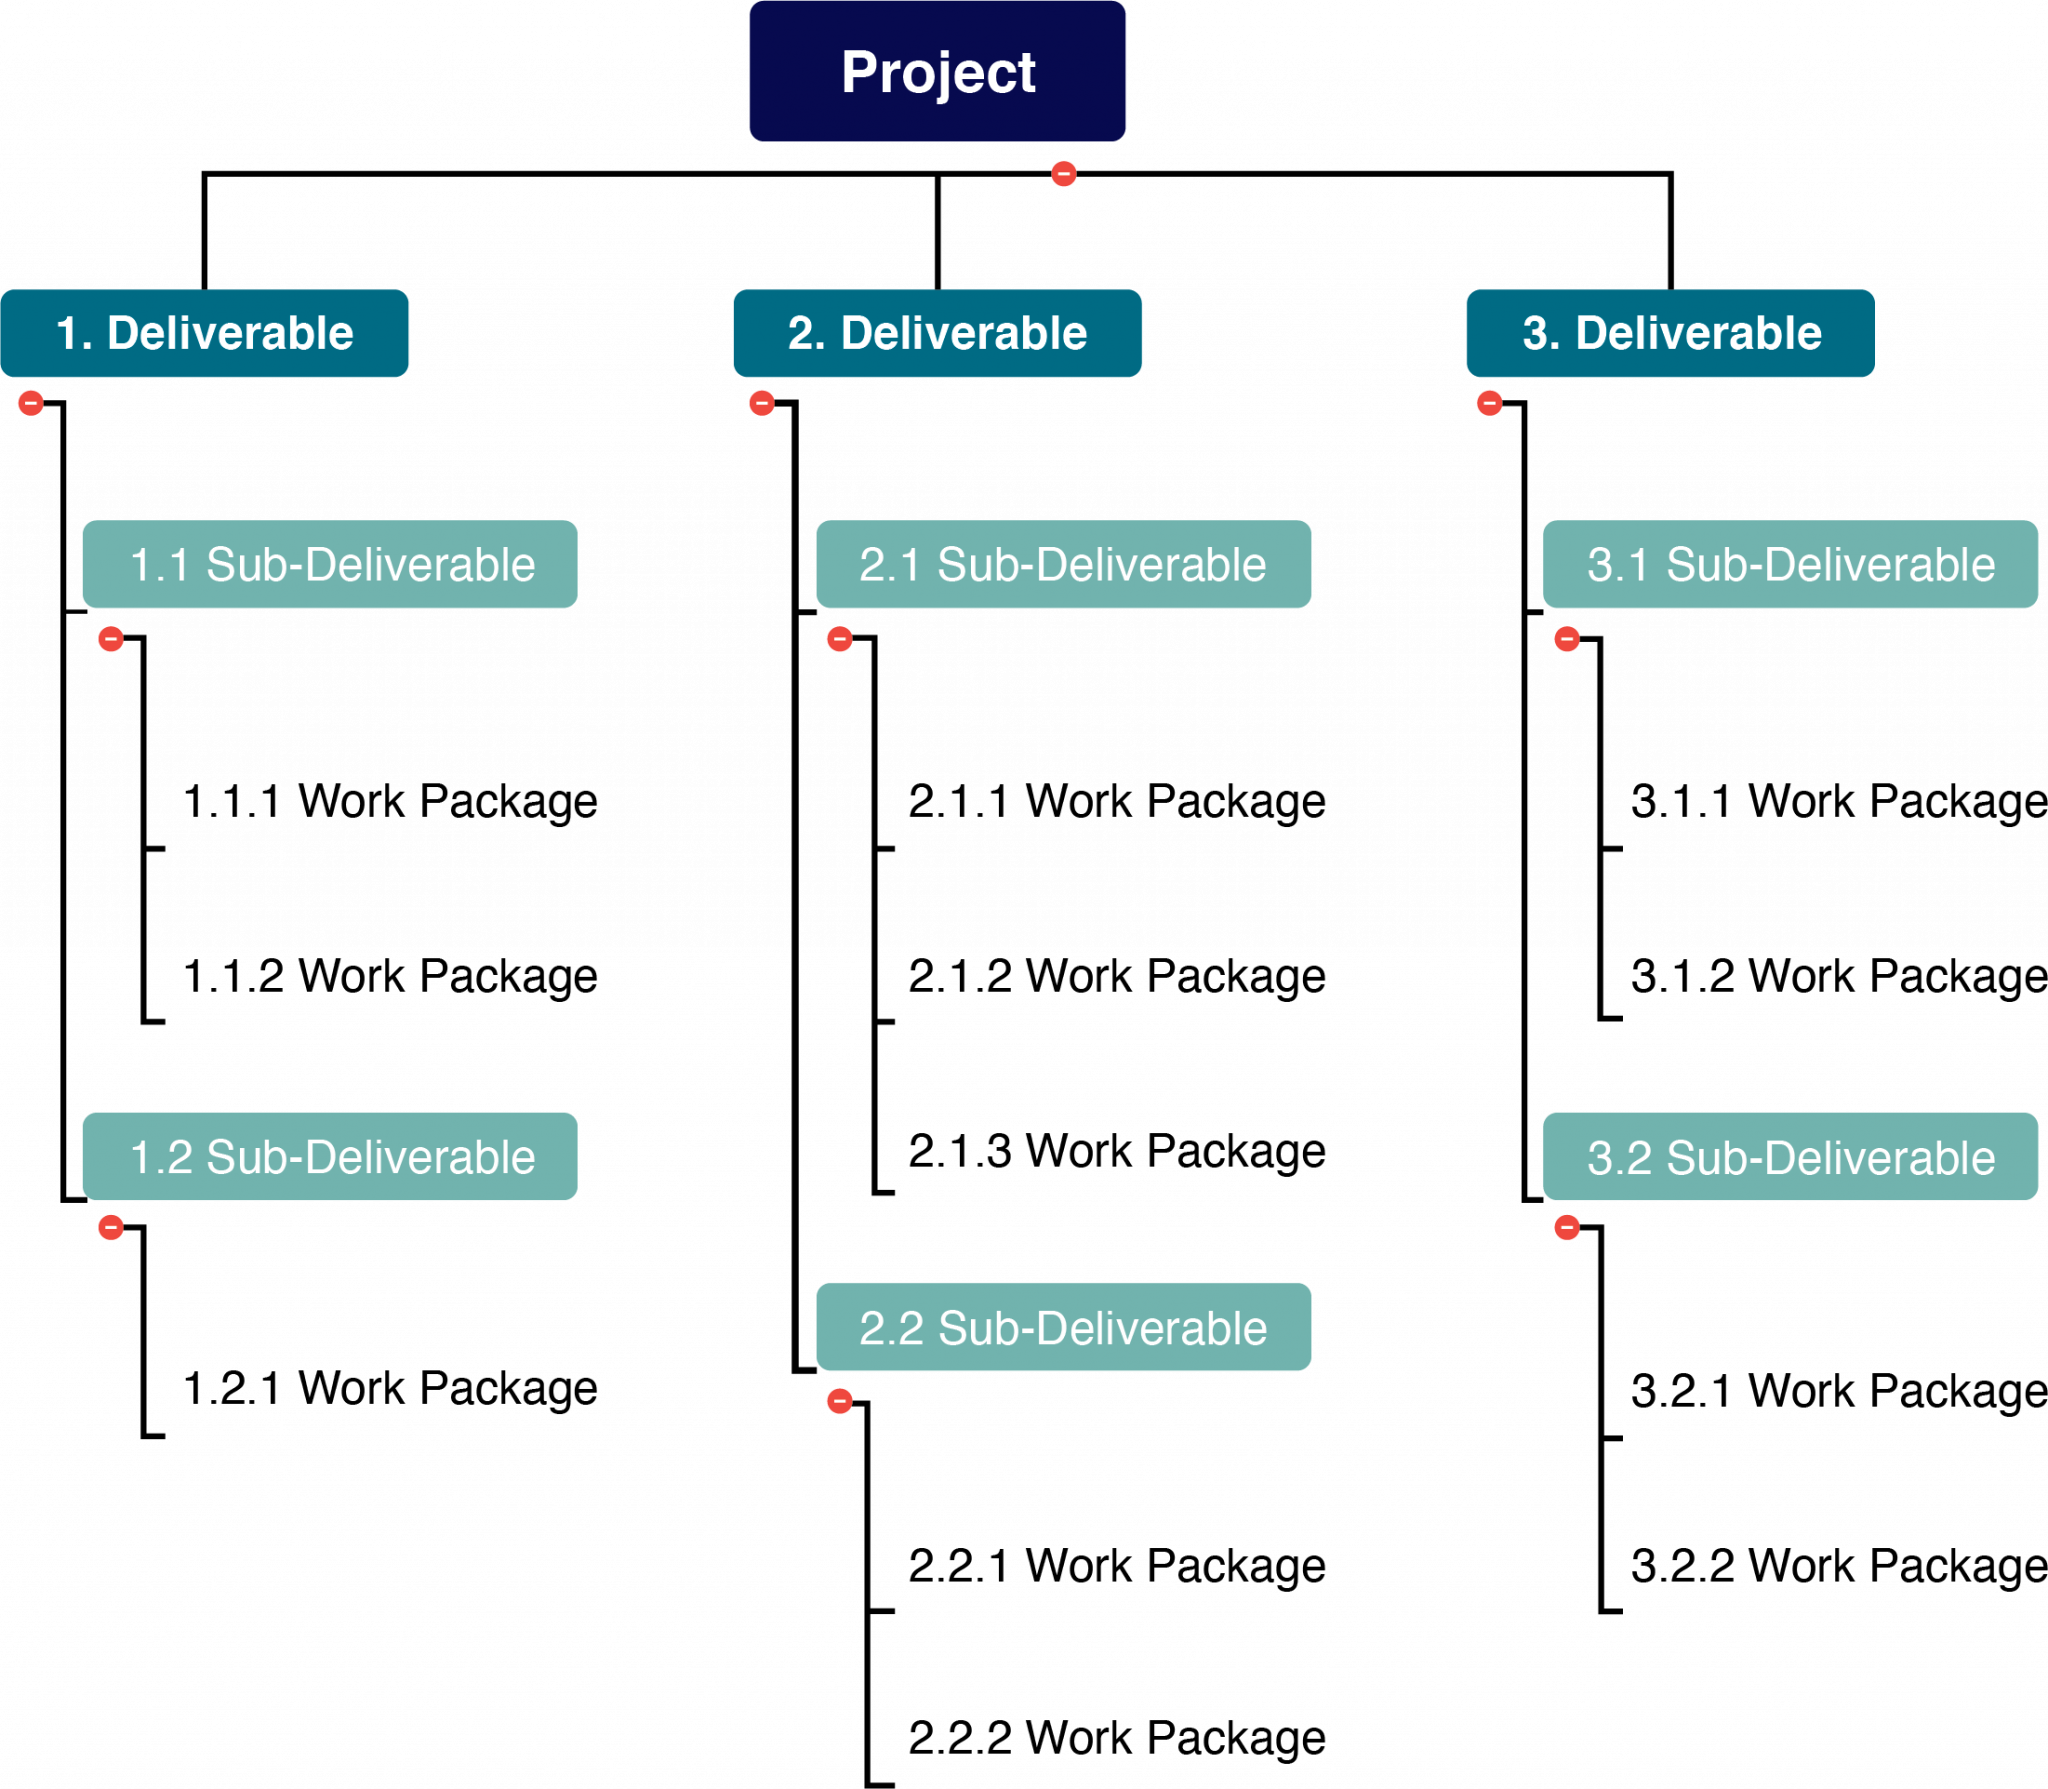 Project
1. Deliverable
1.1 Sub-Deliverable
1.1.1 Work Package
1.1.2 Work Package
1.2 Sub-Deliverable
1.2.1 Work Package
2. Deliverable
2.1 Sub-Deliverable
2.1.1 Work Package
2.1.2 Work Package
2.1.3 Work Package
2.2 Sub-Deliverable
2.2.1 Work Package
2.2.2 Work Package
3. Deliverable
3.1 Sub-Deliverable
3.1.1 Work Package
3.1.2 Work Package
3.2 Sub-Deliverable
3.2.1 Work Package
3.2.2 Work Package